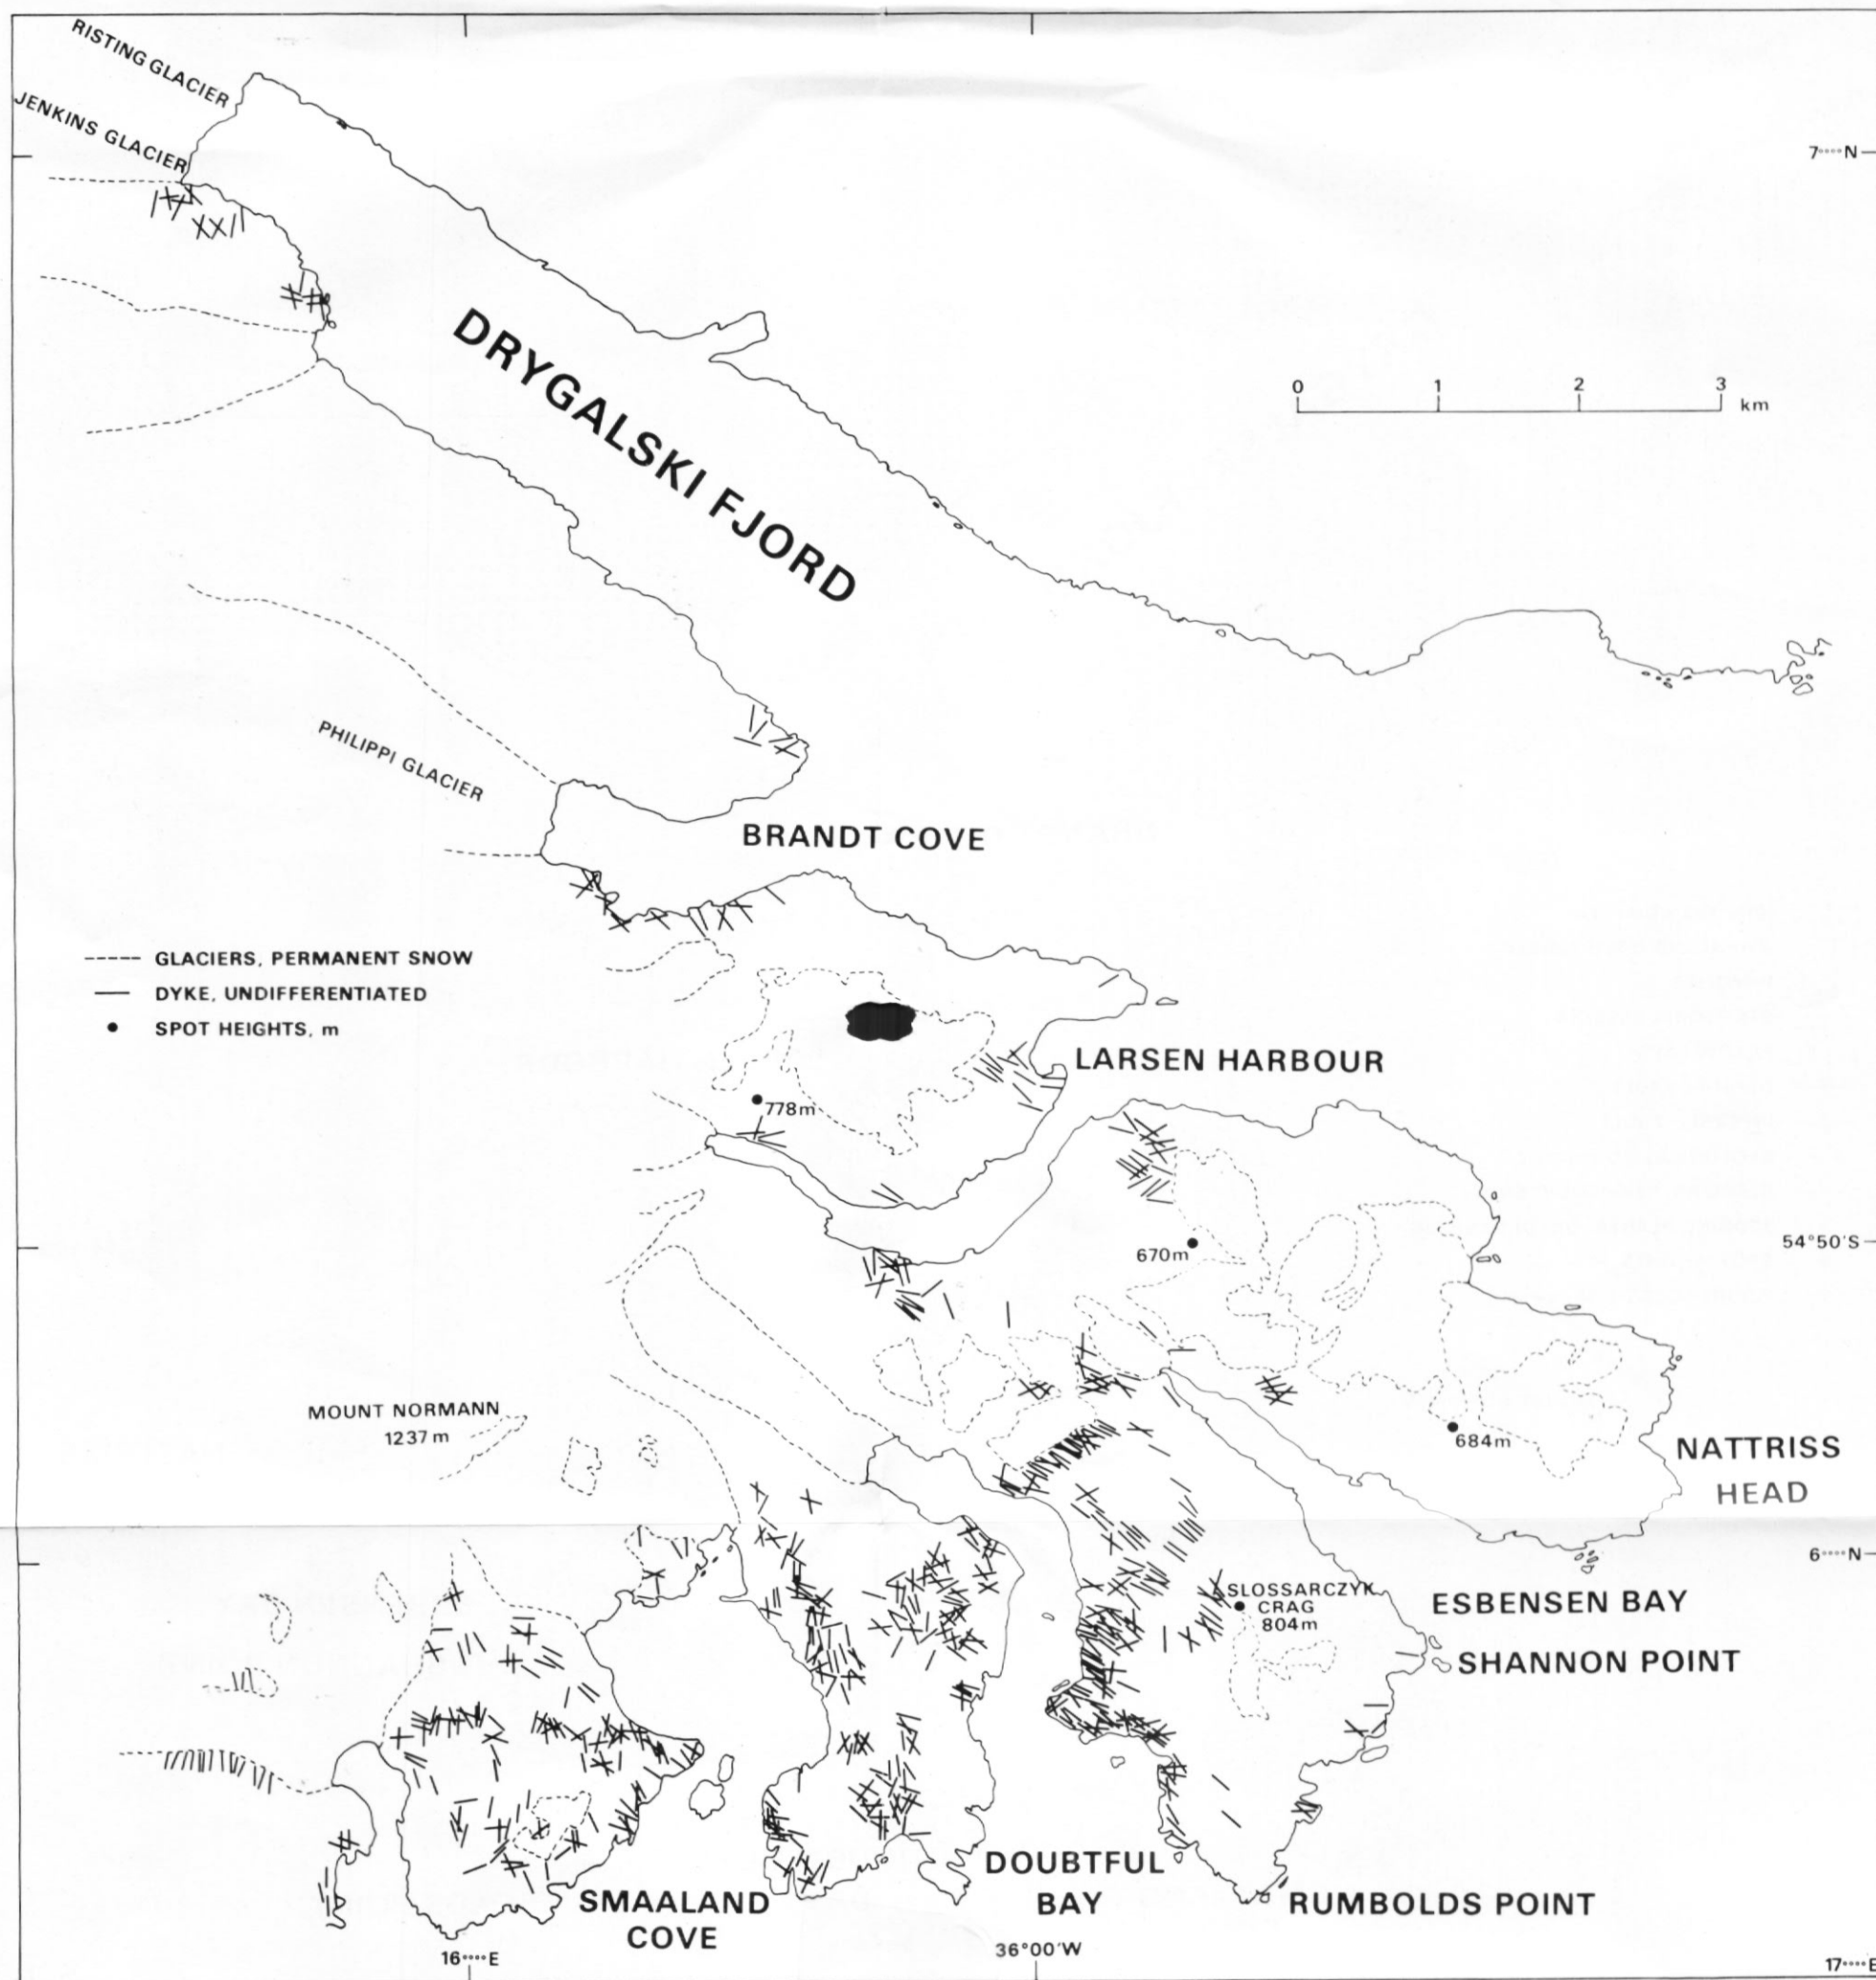 RISTING GLACIER
JENKINS GLACIER
7°°°°N
DRYGALSKI FJORD
0 1 2 3
km
PHILIPPI GLACIER
BRANDT COVE
GLACIERS, PERMANENT SNOW
DYKE, UNDIFFERENTIATED
SPOT HEIGHTS, m
LARSEN HARBOUR
778m
54°50'S
670m
MOUNT NORMANN
1237 m
684m
NATTRISS
HEAD
6°°°°N
SLOSSARCZYK
CRAG
804m
ESBENSEN BAY
SHANNON POINT
DOUBTFUL
BAY
SMAALAND
COVE
RUMBOLDS POINT
16°°°°E
36°00'W
17°°°°E